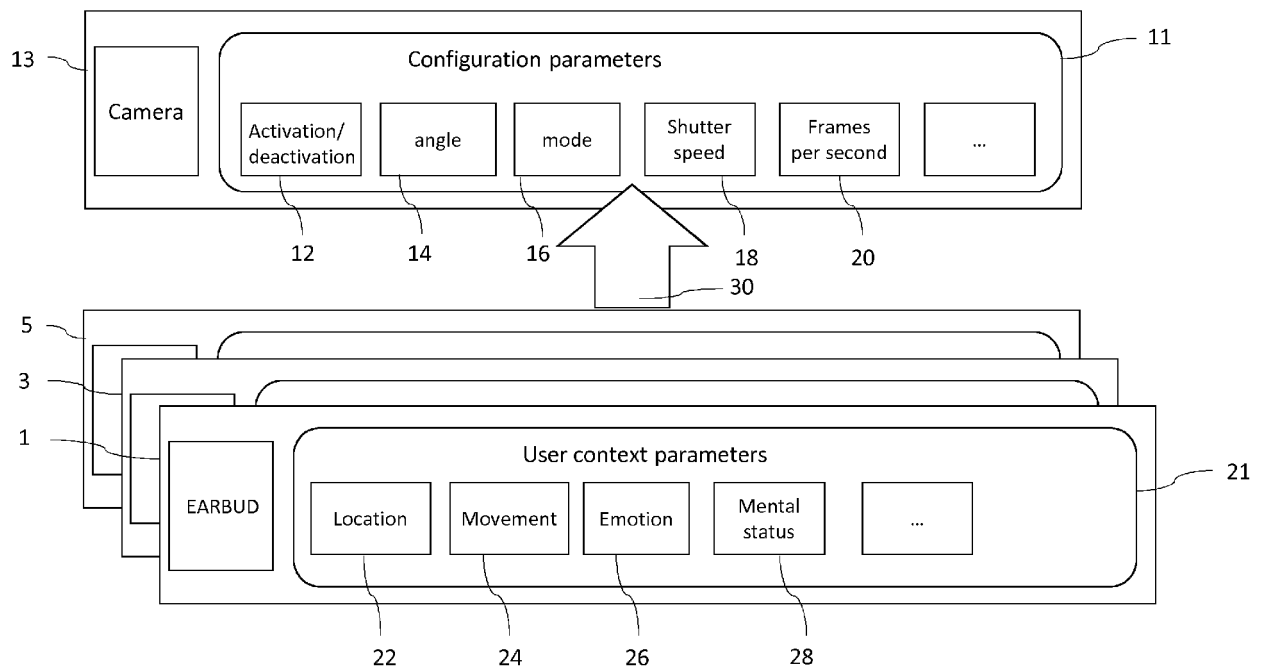 13
Camera
Configuration parameters
11
Activation/
deactivation
angle
mode
Shutter
speed
Frames
per second
...
12
14
16
18
20
30
5
3
1
EARBUD
User context parameters
21
Location
Movement
Emotion
Mental
status
...
22
24
26
28